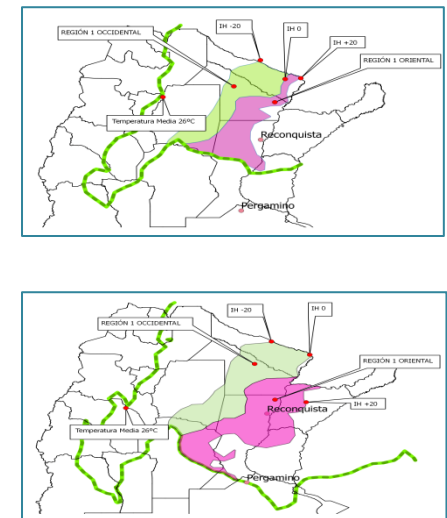 IH -20
IH 0
IH +20
REGIÓN 1 OCCIDENTAL
REGIÓN 1 ORIENTAL
Temperatura Media 26ºC
Reconquista
Pergamino
IH -20
IH 0
REGIÓN 1 OCCIDENTAL
REGIÓN 1 ORIENTAL
Reconquista
IH +20
Temperatura Media 26ºC
Pergamino